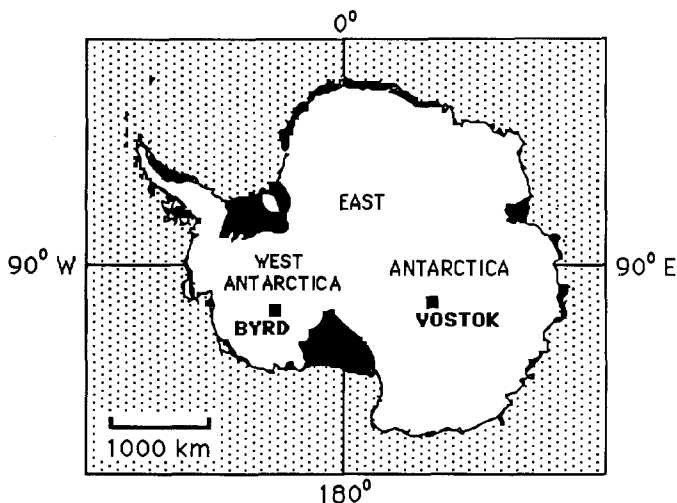 0°
EAST
90° W
WEST
ANTARCTICA
ANTARCTICA
90° E
BYRD
VOSTOK
1000 km
180°